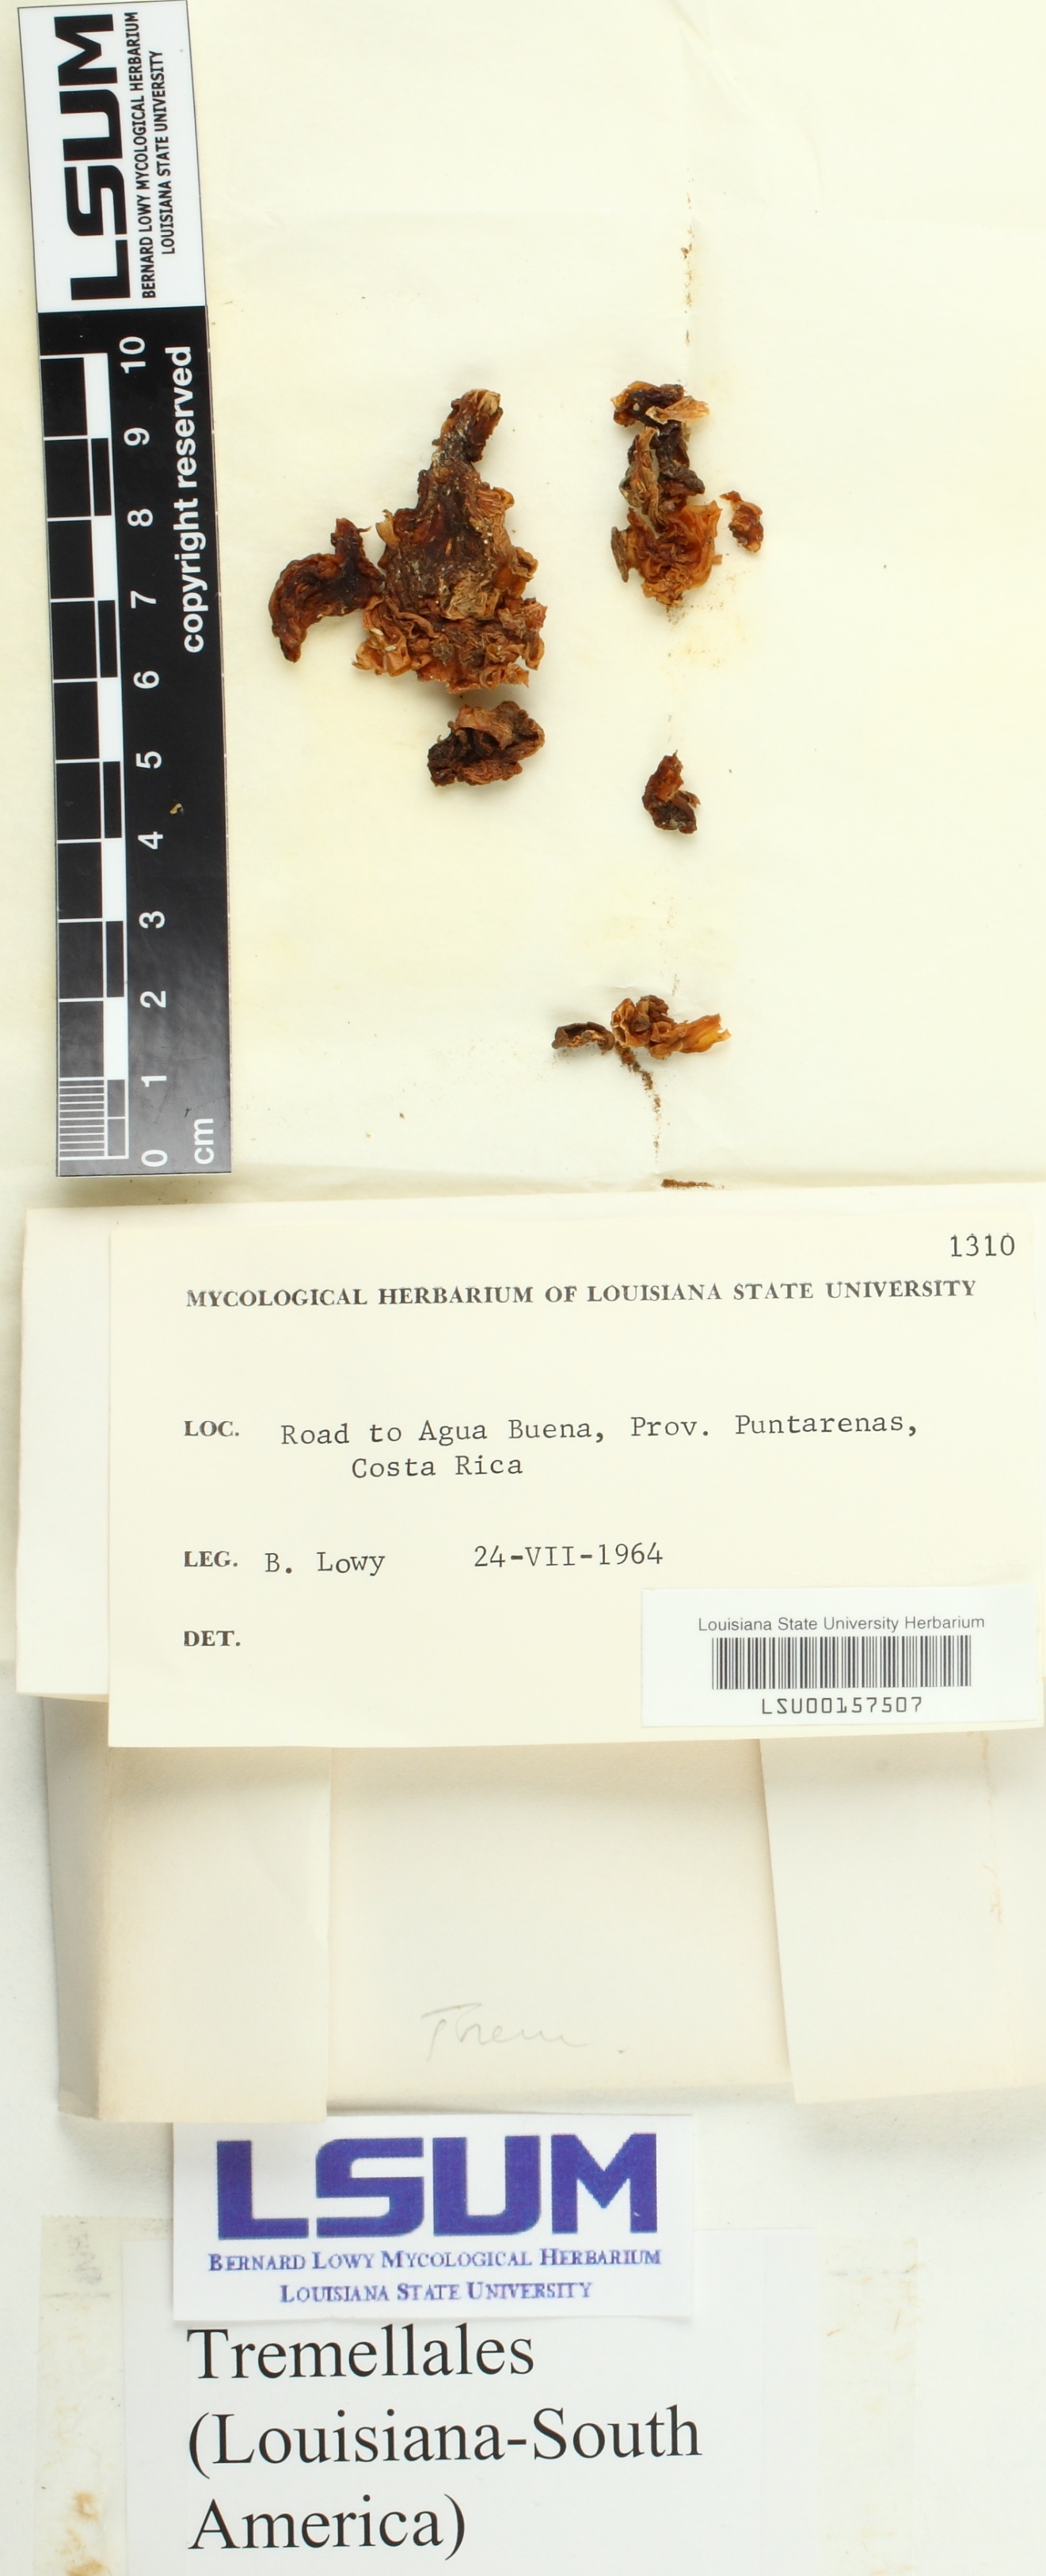 LSUM
BERNARD LOWY MYCOLOGICAL HERBARIUM
LOUISIANA STATE UNIVERSITY
copyright reserved
10
9
8
7
6
5
4
3
2
1
0
cm
1310
MYCOLOGICAL HERBARIUM OF LOUISIANA STATE UNIVERSITY
LOC. Road to Agua Buena, Prov. Puntarenas,
Costa Rica
LEG. B. Lowy 24-VII-1964
DET.
Louisiana State University Herbarium
LSU00157507
Trem.
LSUM
BERNARD LOWY MYCOLOGICAL HERBARIUM
LOUISIANA STATE UNIVERSITY
Tremellales
(Louisiana-South
America)